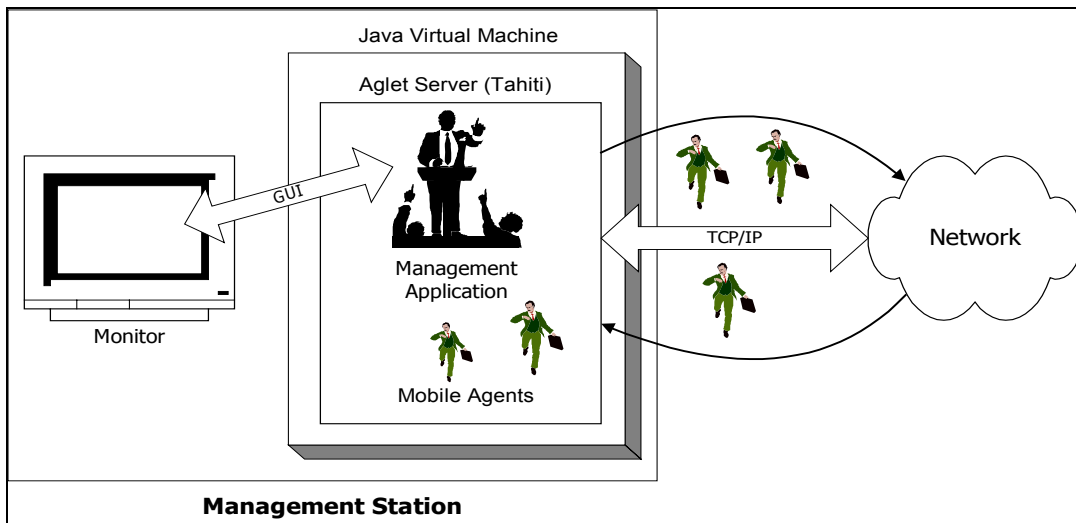 Java Virtual Machine
Aglet Server (Tahiti)
GUI
TCP/IP
Network
Management
Application
Monitor
Mobile Agents
Management Station